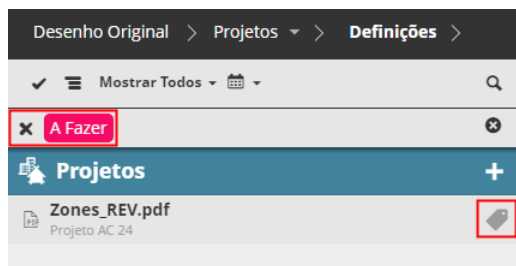 Desenho Original > Projetos > Definições >
Mostrar Todos
A Fazer
Projetos
Zones_REV.pdf
Projeto AC 24